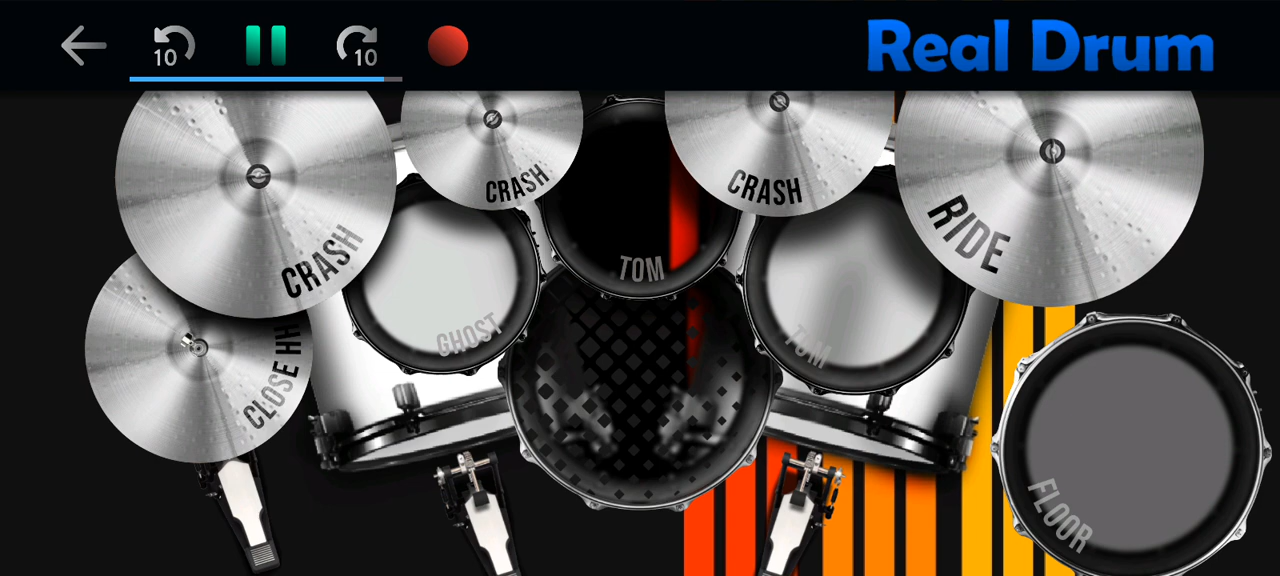 10
10
Real Drum
CRASH
CRASH
CRASH
RIDE
TOM
GHOST
TOM
CLOSE HH
FLOOR